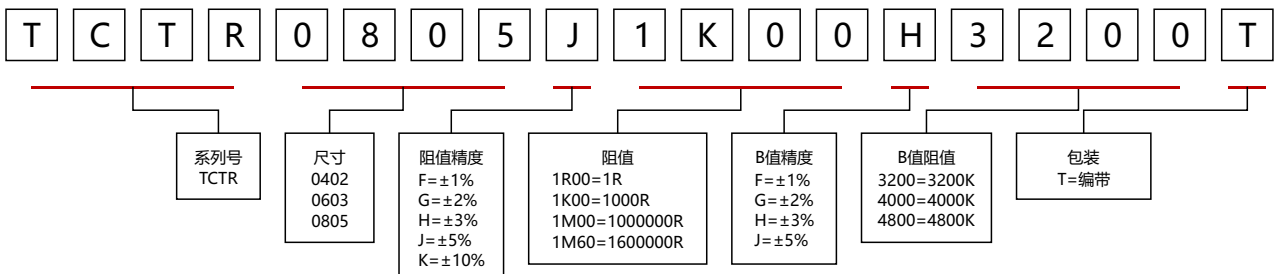 T C T R 0 8 0 5 J 1 K 0 0 H 3 2 0 0 T
系列号
TCTR
尺寸
0402
0603
0805
阻值精度
F=±1%
G=±2%
H=±3%
J=±5%
K=±10%
阻值
1R00=1R
1K00=1000R
1M00=1000000R
1M60=1600000R
B值精度
F=±1%
G=±2%
H=±3%
J=±5%
B值阻值
3200=3200K
4000=4000K
4800=4800K
包装
T=编带